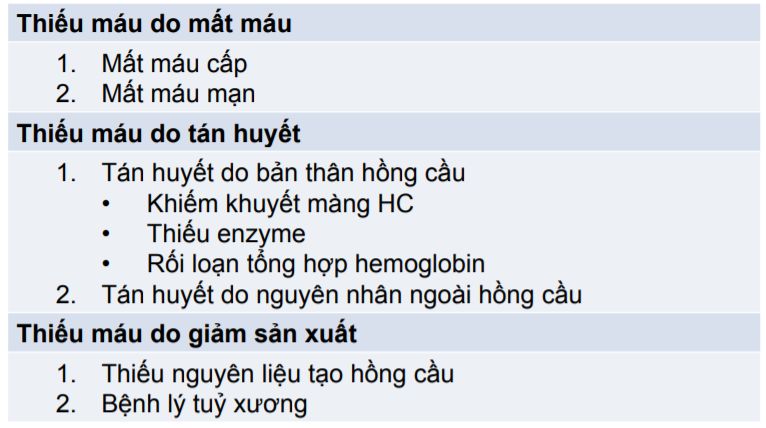 Thiếu máu do mất máu
1. Mất máu cấp
2. Mất máu mạn
Thiếu máu do tán huyết
1. Tán huyết do bản thân hồng cầu
• Khiếm khuyết màng HC
• Thiếu enzyme
• Rối loạn tổng hợp hemoglobin
2. Tán huyết do nguyên nhân ngoài hồng cầu
Thiếu máu do giảm sản xuất
1. Thiếu nguyên liệu tạo hồng cầu
2. Bệnh lý tuỷ xương